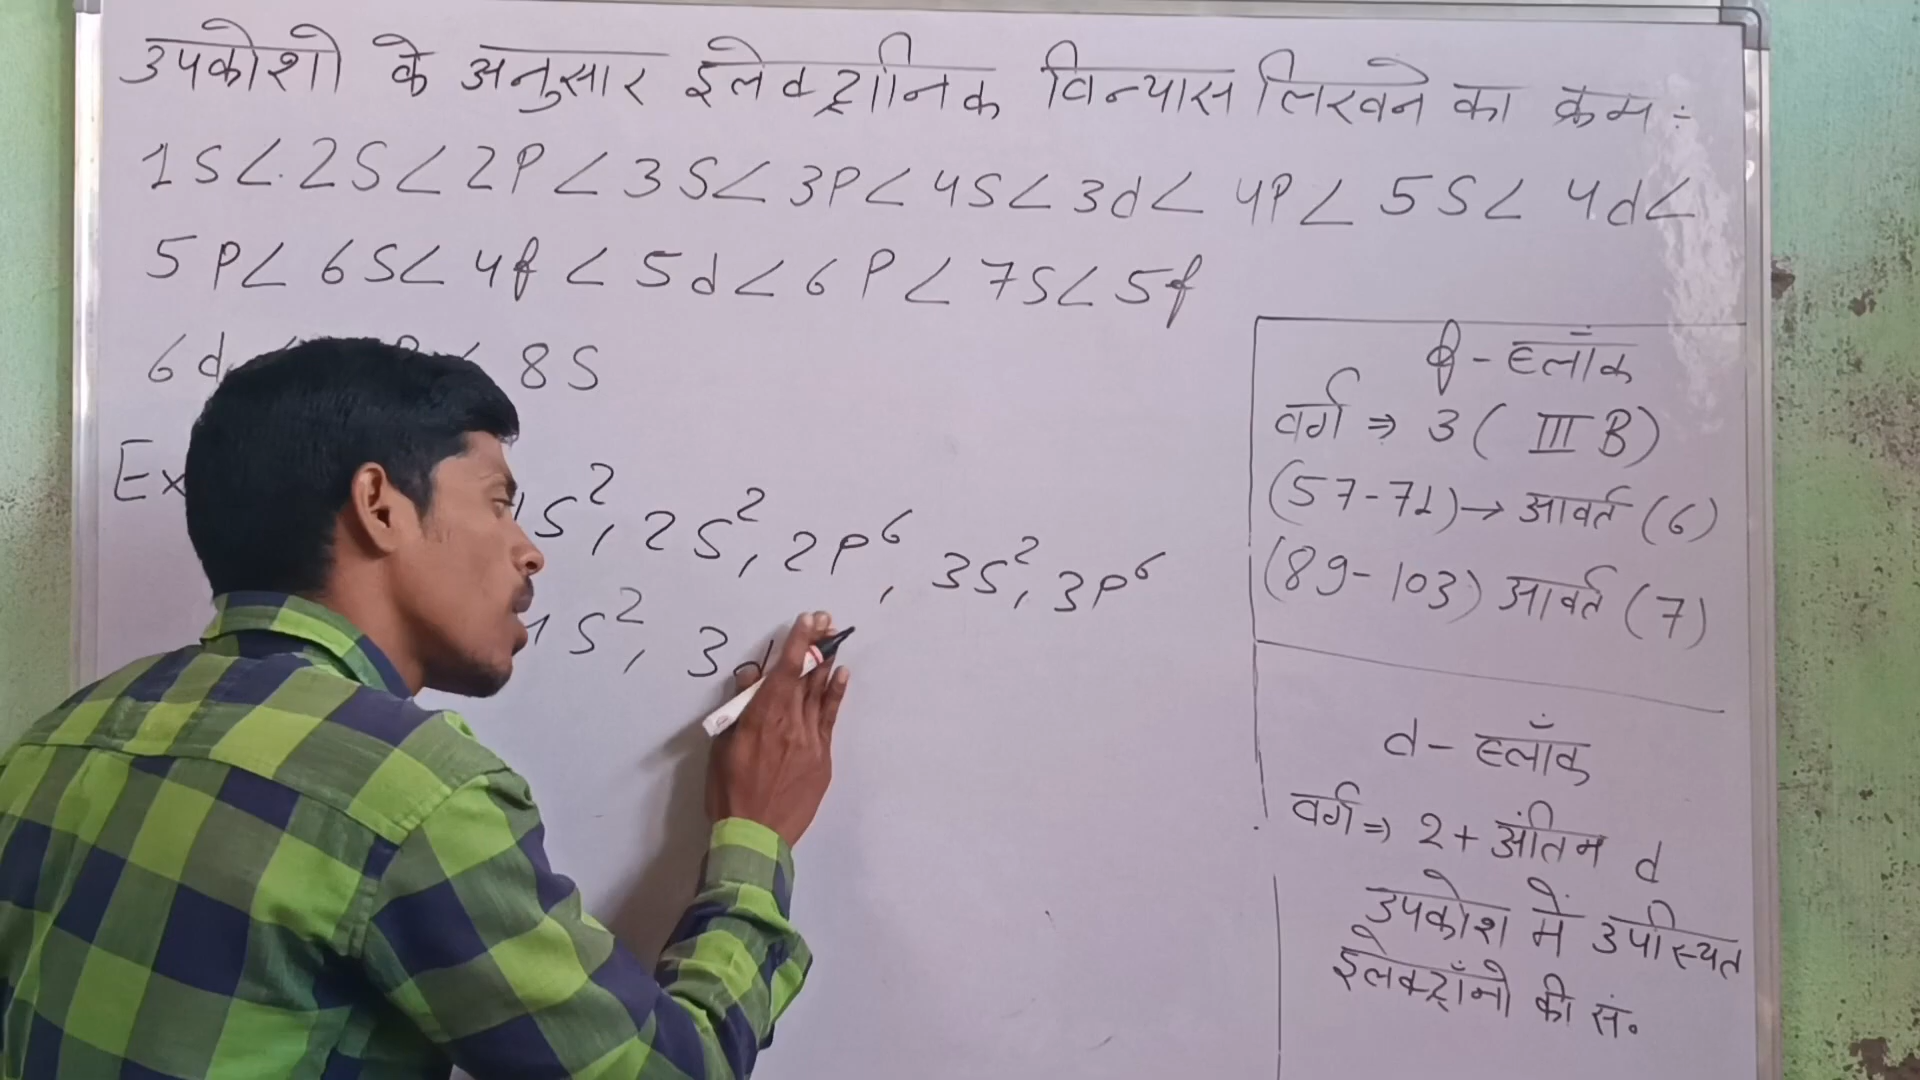 उपकोशो के अनुसार इलेक्ट्रॉनिक विन्यास लिखने का क्रम ÷
1S < 2S < 2P < 3S < 3P < 4S < 3d < 4P < 5S < 4d <
5P < 6S < 4f < 5d < 6P < 7S < 5f
6d 8S
Ex S², 2S², 2P⁶, 3S², 3P⁶
S², 3d
f - ब्लॉक
वर्ग ⇒ 3 ( III B )
(57-71) → आवर्त (6)
(89-103) आवर्त (7)
d - ब्लॉक
वर्ग ⇒ 2 + अंतिम d
उपकोश में उपस्थित
इलेक्ट्रॉनो की सं.